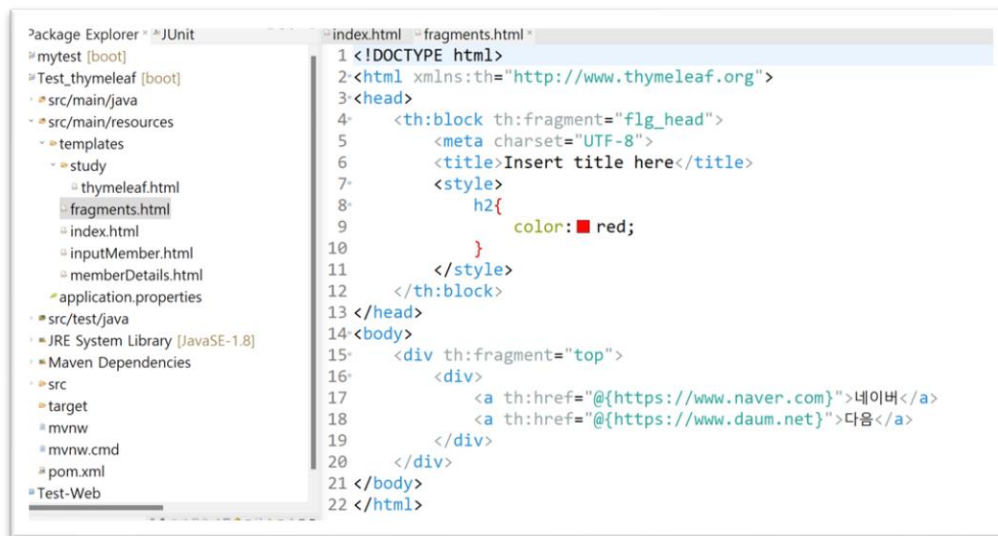 Package Explorer JUnit
mytest [boot]
Test_thymeleaf [boot]
src/main/java
src/main/resources
templates
study
thymeleaf.html
fragments.html
index.html
inputMember.html
memberDetails.html
application.properties
src/test/java
JRE System Library [JavaSE-1.8]
Maven Dependencies
src
target
mvnw
mvnw.cmd
pom.xml
Test-Web
index.html fragments.html
1 <!DOCTYPE html>
2 <html xmlns:th="http://www.thymeleaf.org">
3 <head>
4 <th:block th:fragment="flg_head">
5 <meta charset="UTF-8">
6 <title>Insert title here</title>
7 <style>
8 h2{
9 color: red;
10 }
11 </style>
12 </th:block>
13 </head>
14 <body>
15 <div th:fragment="top">
16 <div>
17 <a th:href="@{https://www.naver.com}">네이버</a>
18 <a th:href="@{https://www.daum.net}">다음</a>
19 </div>
20 </div>
21 </body>
22 </html>